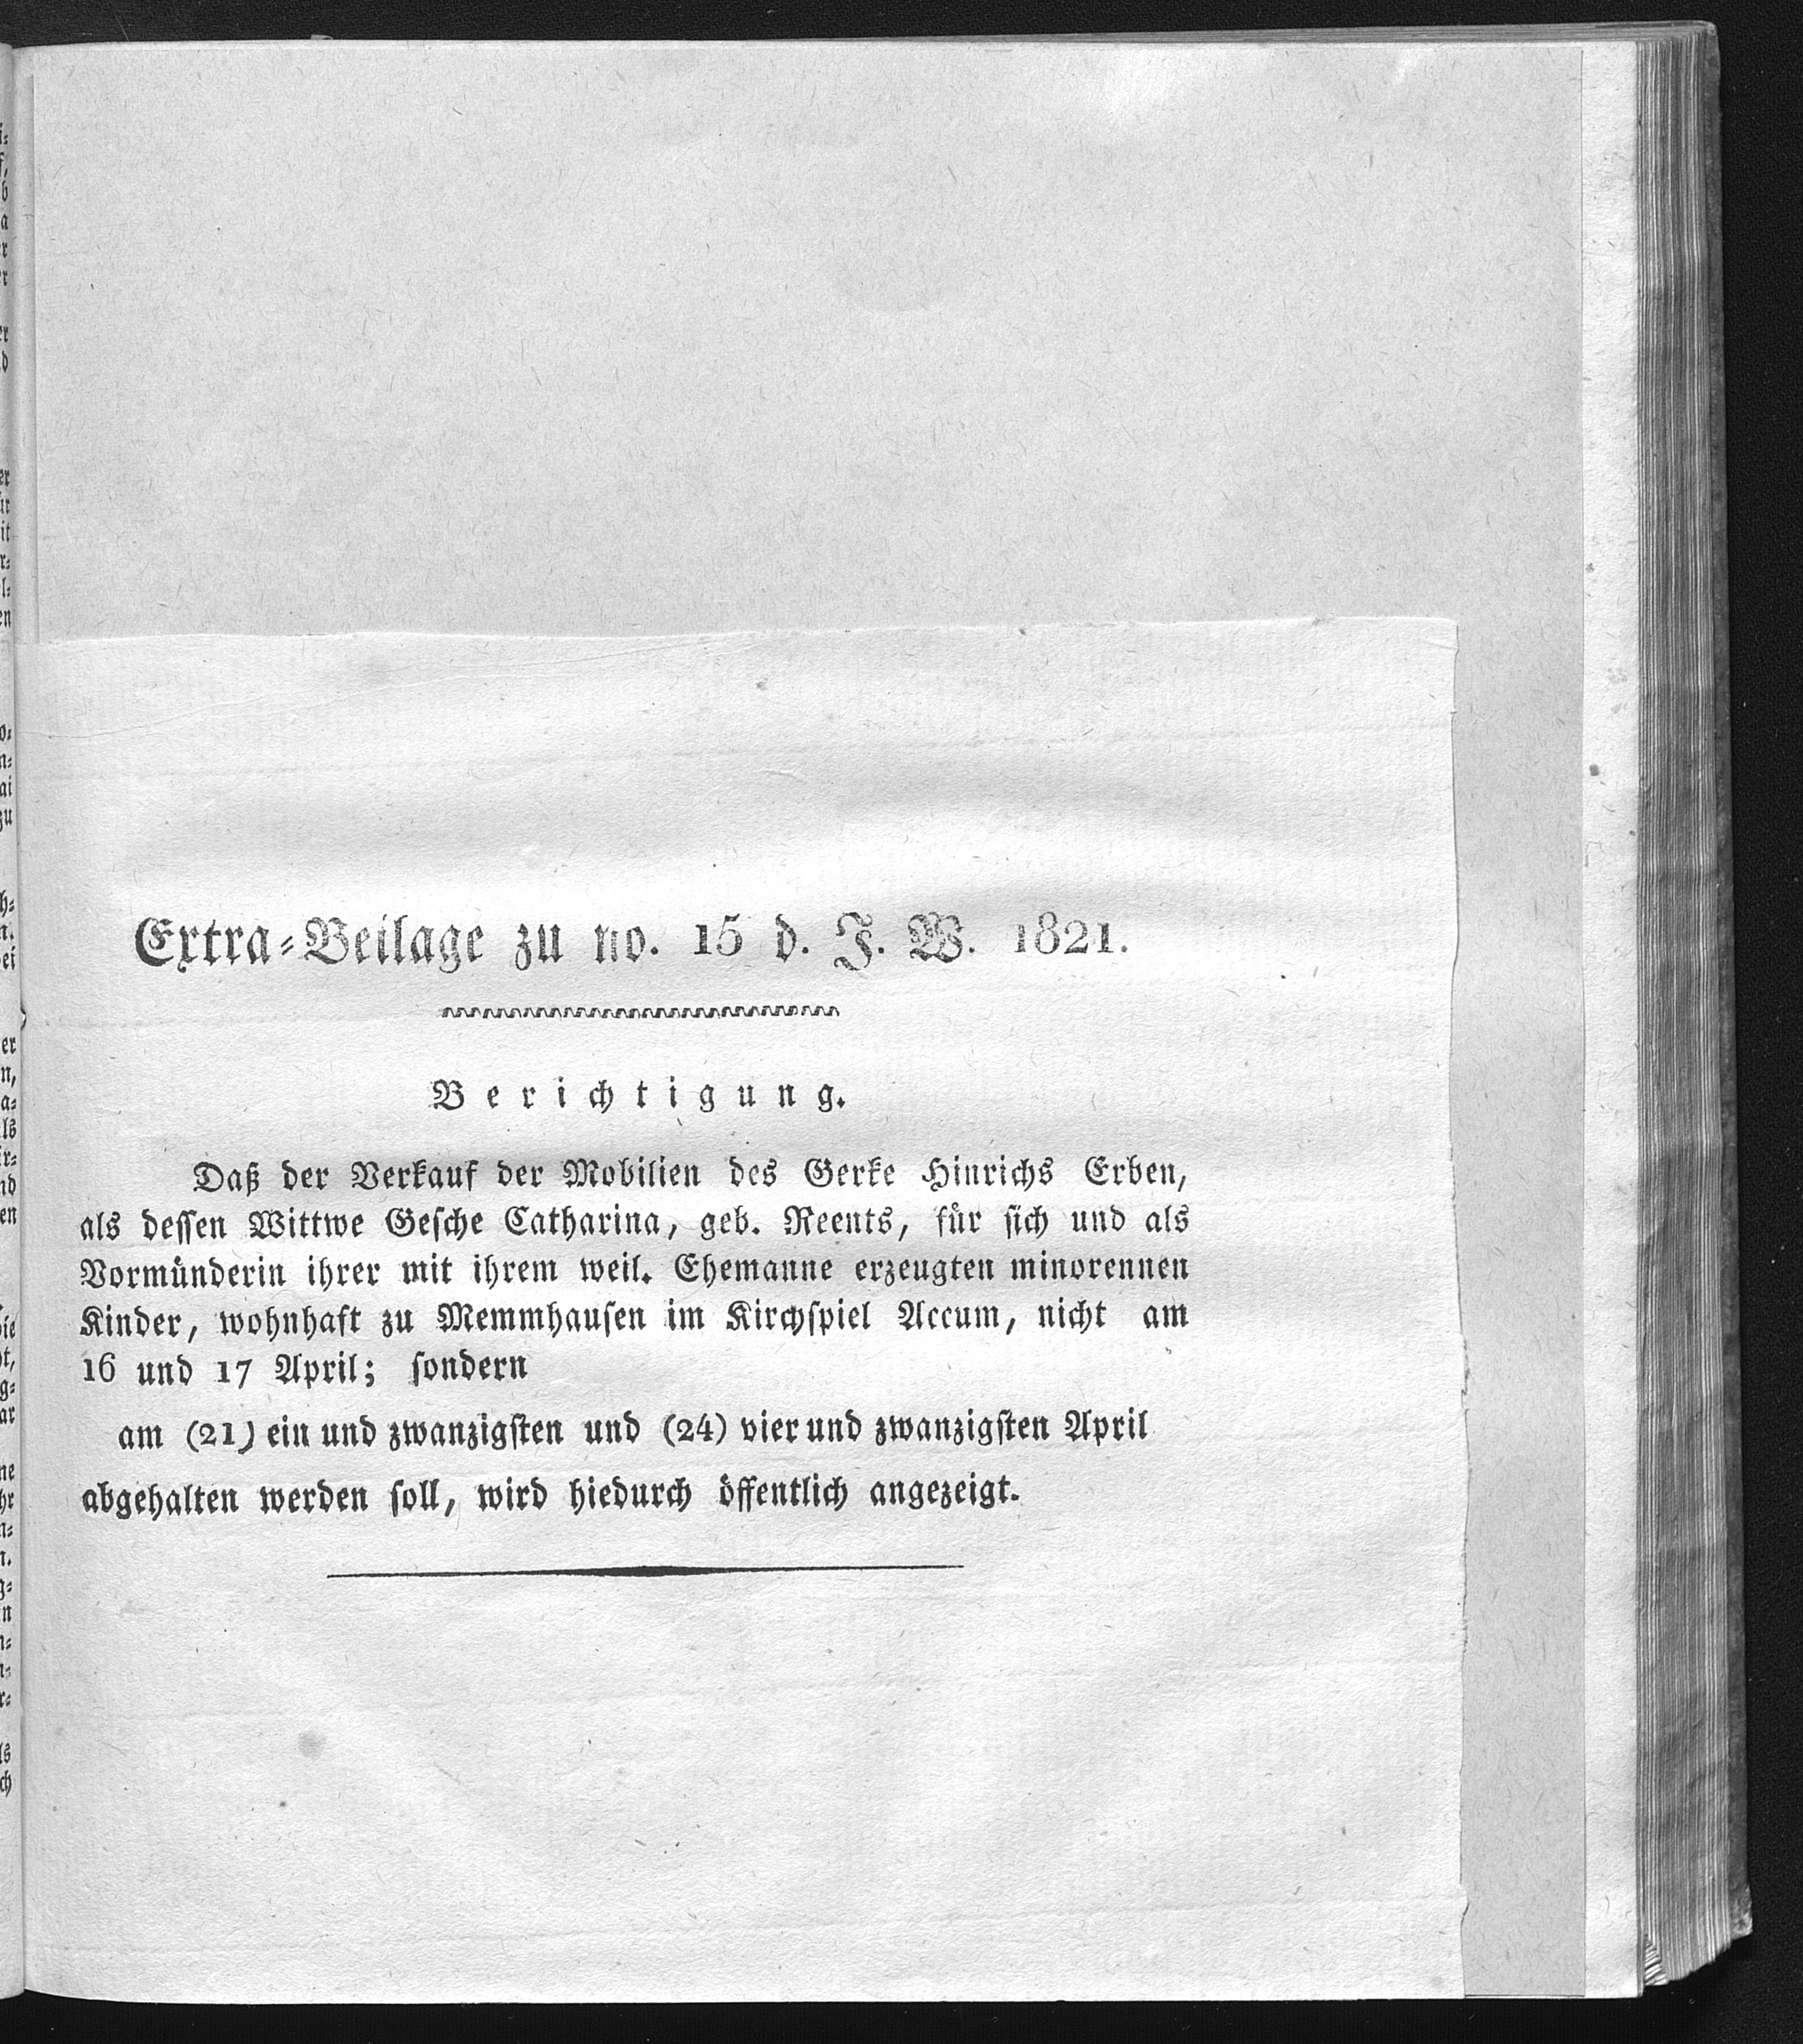 Extra-Beilage zu no. 15 d. J. W. 1821.
Berichtigung.
Daß der Verkauf der Mobilien des Gerke Hinrichs Erben,
als dessen Wittwe Gesche Catharina, geb. Reents, für sich und als
Vormünderin ihrer mit ihrem weil. Ehemanne erzeugten minorennen
Kinder, wohnhaft zu Memmhausen im Kirchspiel Accum, nicht am
16 und 17 April; sondern
am (21) ein und zwanzigsten und (24) vier und zwanzigsten April
abgehalten werden soll, wird hiedurch öffentlich angezeigt.